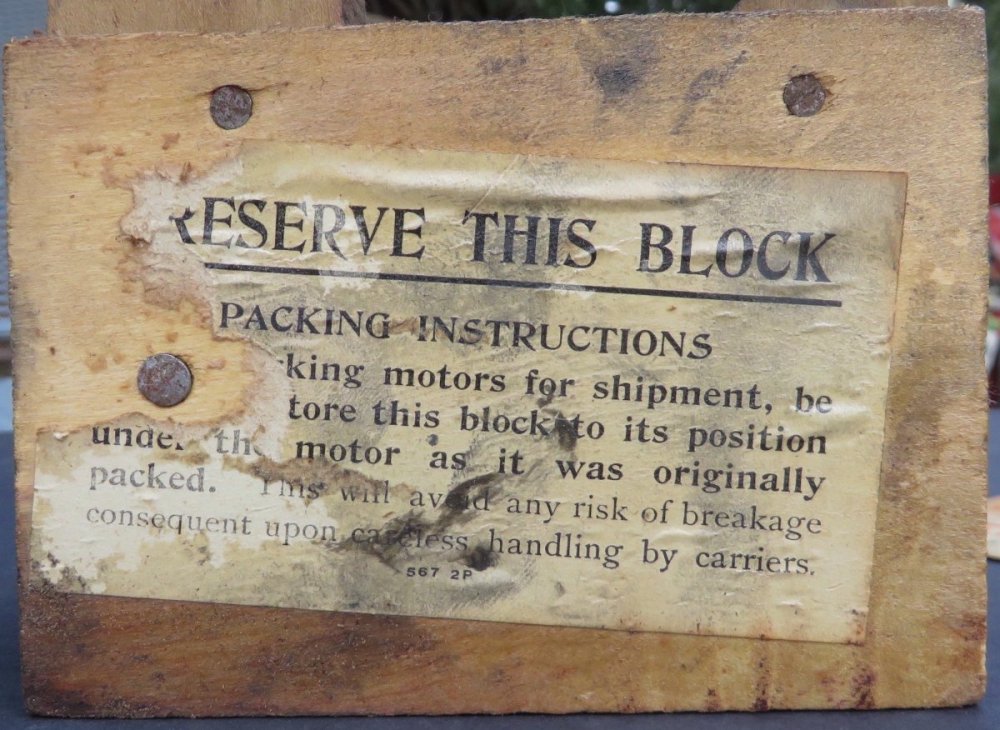 RESERVE THIS BLOCK
PACKING INSTRUCTIONS
king motors for shipment, be
tore this block to its position
under the motor as it was originally
packed. This will avoid any risk of breakage
consequent upon careless handling by carriers.
567 2P